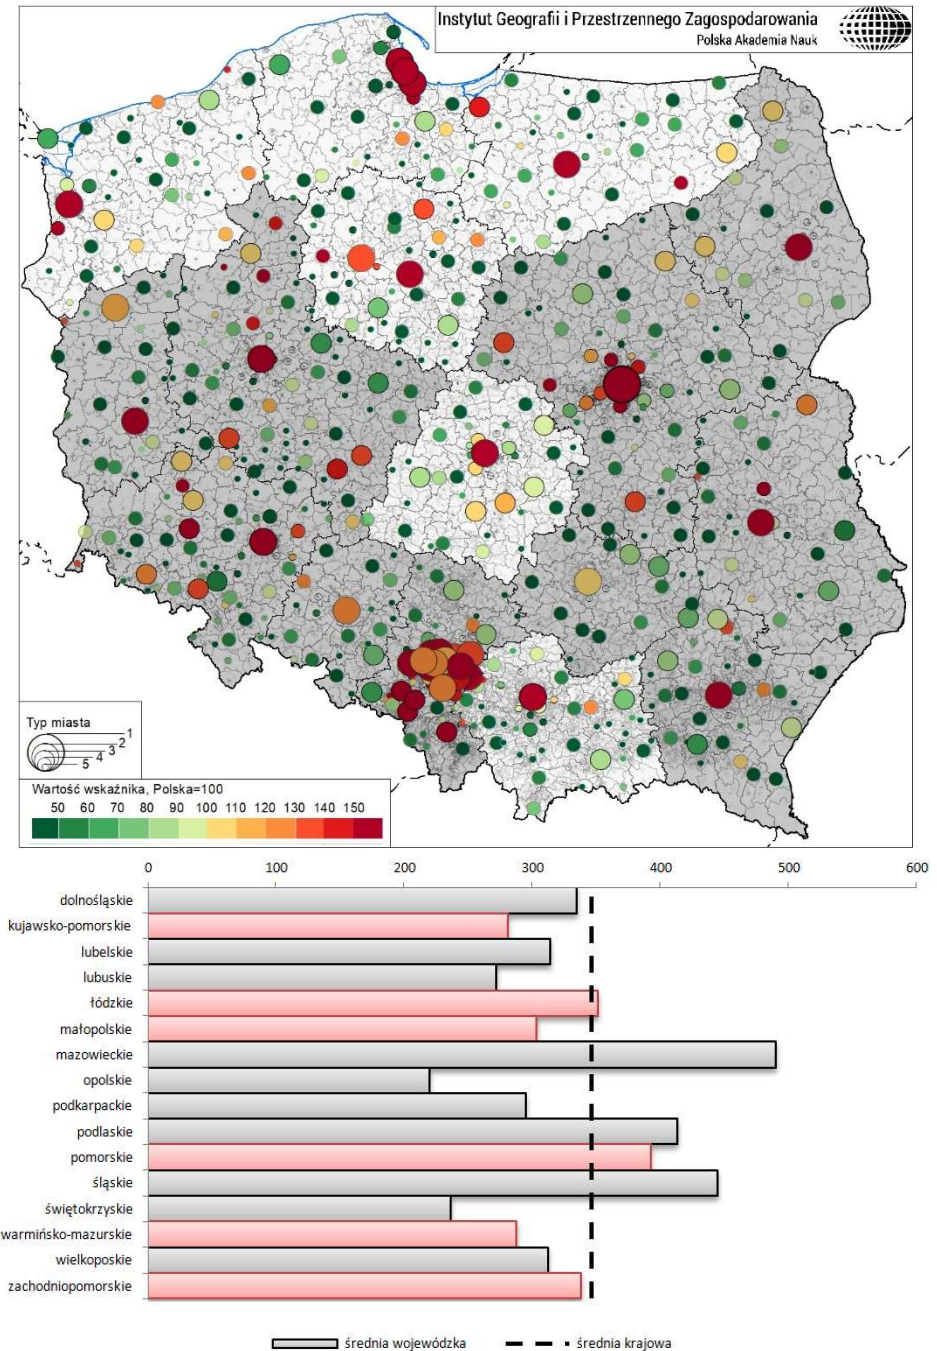 Instytut Geografii i Przestrzennego Zagospodarowania
Polska Akademia Nauk
Typ miasta
1
2
3
4
5
Wartość wskaźnika, Polska=100
50 60 70 80 90 100 110 120 130 140 150
0 100 200 300 400 500 600
dolnośląskie
kujawsko-pomorskie
lubelskie
lubuskie
łódzkie
małopolskie
mazowieckie
opolskie
podkarpackie
podlaskie
pomorskie
śląskie
świętokrzyskie
warmińsko-mazurskie
wielkoposkie
zachodniopomorskie
średnia wojewódzka średnia krajowa